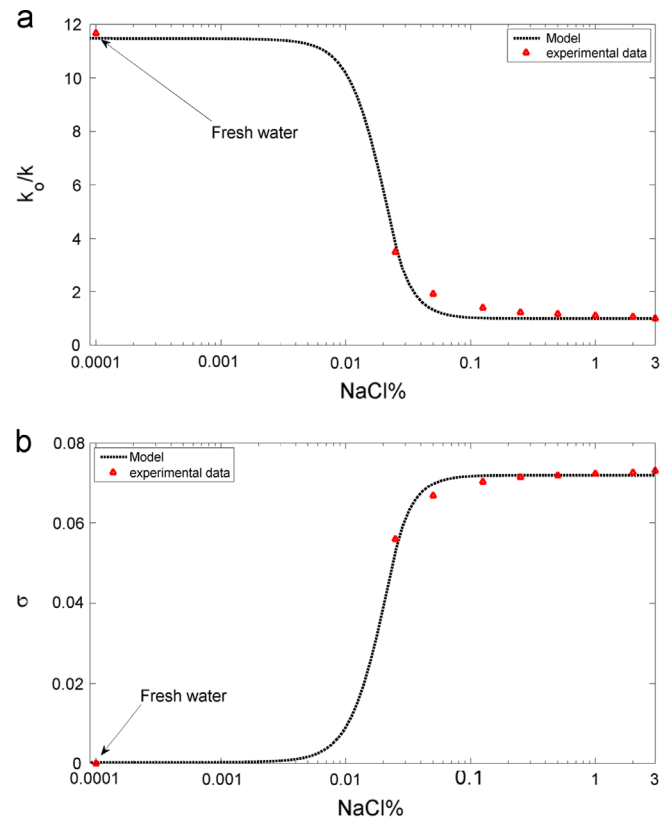 a
12
10
8
6
4
2
0
k₀/k
Model
experimental data
Fresh water
0.0001
0.001
0.01
0.1
1
3
NaCl%
b
0.08
0.06
0.04
0.02
0
σ
Model
experimental data
Fresh water
0.0001
0.001
0.01
0.1
1
3
NaCl%